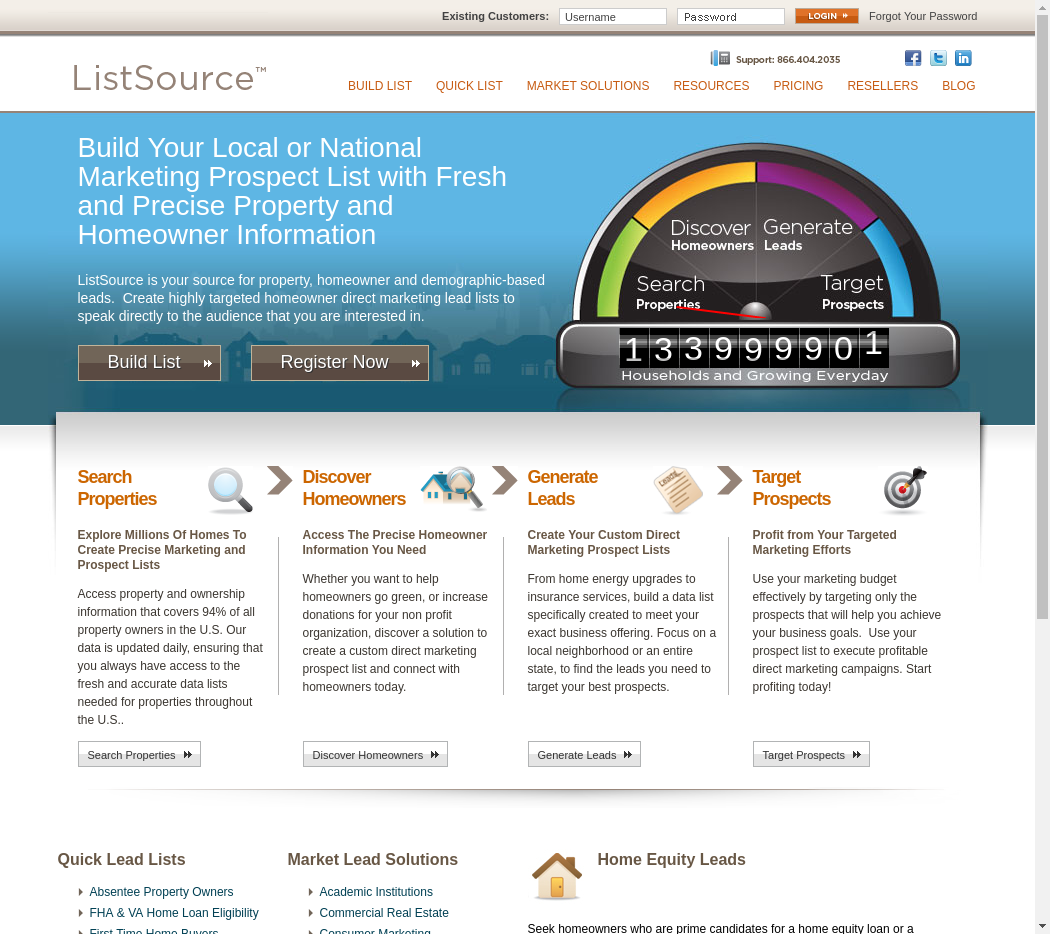 Existing Customers: Username Password LOGIN Forgot Your Password
ListSource™
Support: 866.404.2035
BUILD LIST QUICK LIST MARKET SOLUTIONS RESOURCES PRICING RESELLERS BLOG
Build Your Local or National
Marketing Prospect List with Fresh
and Precise Property and
Homeowner Information
ListSource is your source for property, homeowner and demographic-based
leads.  Create highly targeted homeowner direct marketing lead lists to
speak directly to the audience that you are interested in.
Build List
Register Now
Discover
Homeowners
Generate
Leads
Search
Properties
Target
Prospects
133999901
Households and Growing Everyday
Search
Properties
Explore Millions Of Homes To
Create Precise Marketing and
Prospect Lists
Access property and ownership
information that covers 94% of all
property owners in the U.S. Our
data is updated daily, ensuring that
you always have access to the
fresh and accurate data lists
needed for properties throughout
the U.S..
Search Properties
Discover
Homeowners
Access The Precise Homeowner
Information You Need
Whether you want to help
homeowners go green, or increase
donations for your non profit
organization, discover a solution to
create a custom direct marketing
prospect list and connect with
homeowners today.
Discover Homeowners
Generate
Leads
Create Your Custom Direct
Marketing Prospect Lists
From home energy upgrades to
insurance services, build a data list
specifically created to meet your
exact business offering. Focus on a
local neighborhood or an entire
state, to find the leads you need to
target your best prospects.
Generate Leads
Target
Prospects
Profit from Your Targeted
Marketing Efforts
Use your marketing budget
effectively by targeting only the
prospects that will help you achieve
your business goals.  Use your
prospect list to execute profitable
direct marketing campaigns. Start
profiting today!
Target Prospects
Quick Lead Lists
Absentee Property Owners
FHA & VA Home Loan Eligibility
First Time Home Buyers
Market Lead Solutions
Academic Institutions
Commercial Real Estate
Consumer Marketing
Home Equity Leads
Seek homeowners who are prime candidates for a home equity loan or a